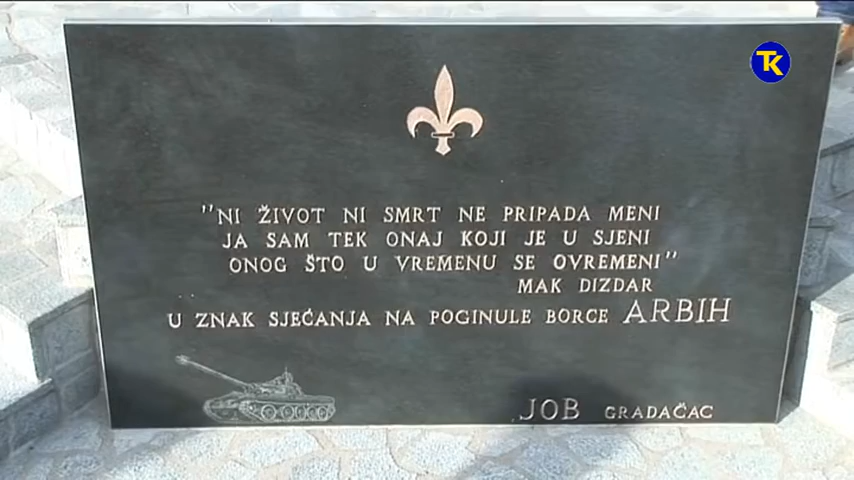 TK
"NI ŽIVOT NI SMRT NE PRIPADA MENI
JA SAM TEK ONAJ KOJI JE U SJENI
ONOG ŠTO U VREMENU SE OVREMENI"
MAK DIZDAR
U ZNAK SJEĆANJA NA POGINULE BORCE ARBIH
JOB GRADAČAC